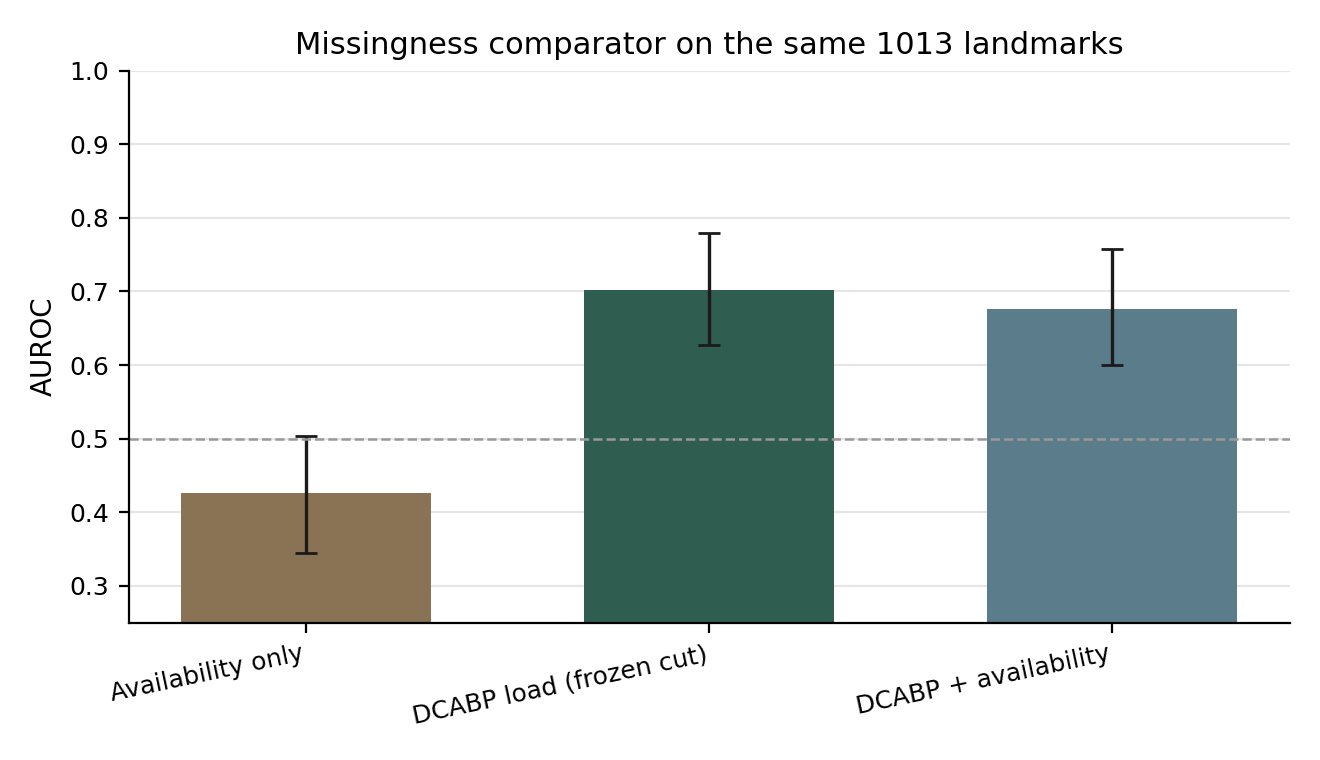 Missingness comparator on the same 1013 landmarks
1.0
0.9
0.8
0.7
0.6
0.5
0.4
0.3
AUROC
Availability only
DCABP load (frozen cut)
DCABP + availability